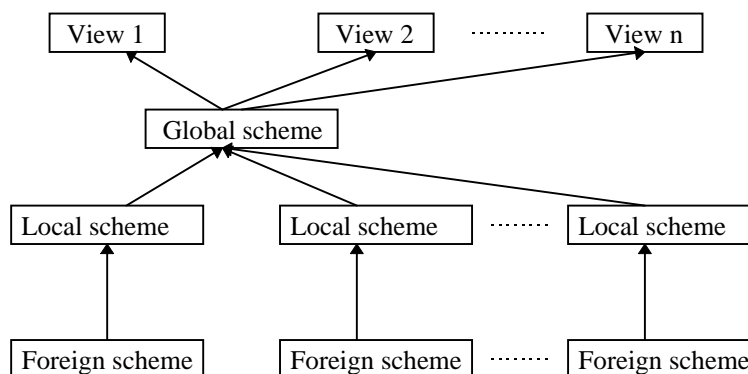 View 1 View 2 View n
Global scheme
Local scheme Local scheme Local scheme
Foreign scheme Foreign scheme Foreign scheme